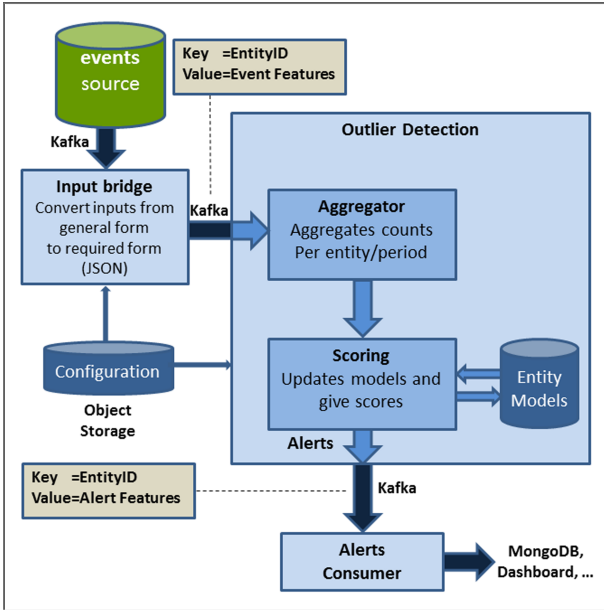 events
source
Key =EntityID
Value=Event Features
Kafka
Outlier Detection
Input bridge
Convert inputs from
general form
to required form
(JSON)
Kafka
Aggregator
Aggregates counts
Per entity/period
Configuration
Object
Storage
Scoring
Updates models and
give scores
Entity
Models
Alerts
Key =EntityID
Value=Alert Features
Kafka
Alerts
Consumer
MongoDB,
Dashboard, ...